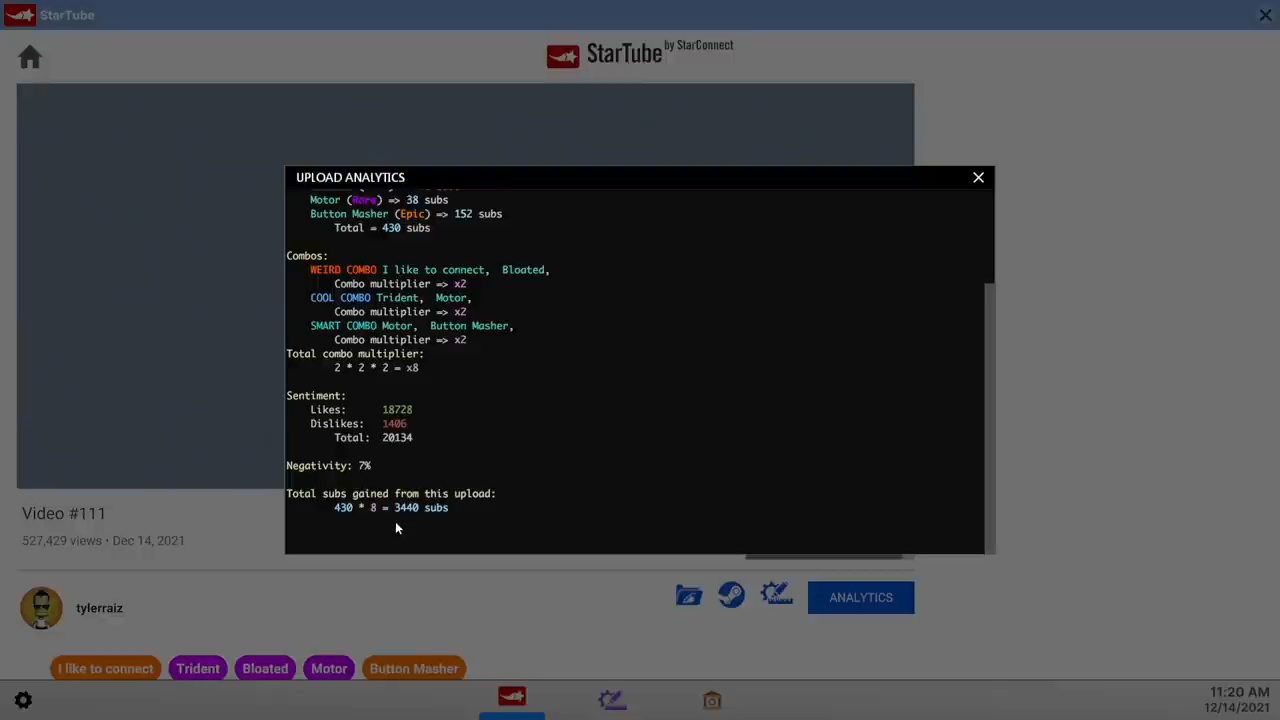 StarTube
StarTube by StarConnect
UPLOAD ANALYTICS
Motor (Rare) => 38 subs
Button Masher (Epic) => 152 subs
Total = 430 subs
Combos:
WEIRD COMBO I like to connect, Bloated,
Combo multiplier => x2
COOL COMBO Trident, Motor,
Combo multiplier => x2
SMART COMBO Motor, Button Masher,
Combo multiplier => x2
Total combo multiplier:
2 * 2 * 2 = x8
Sentiment:
Likes: 18728
Dislikes: 1406
Total: 20134
Negativity: 7%
Total subs gained from this upload:
430 * 8 = 3440 subs
Video #111
527,429 views • Dec 14, 2021
tylerraiz
ANALYTICS
I like to connect Trident Bloated Motor Button Masher
11:20 AM
12/14/2021